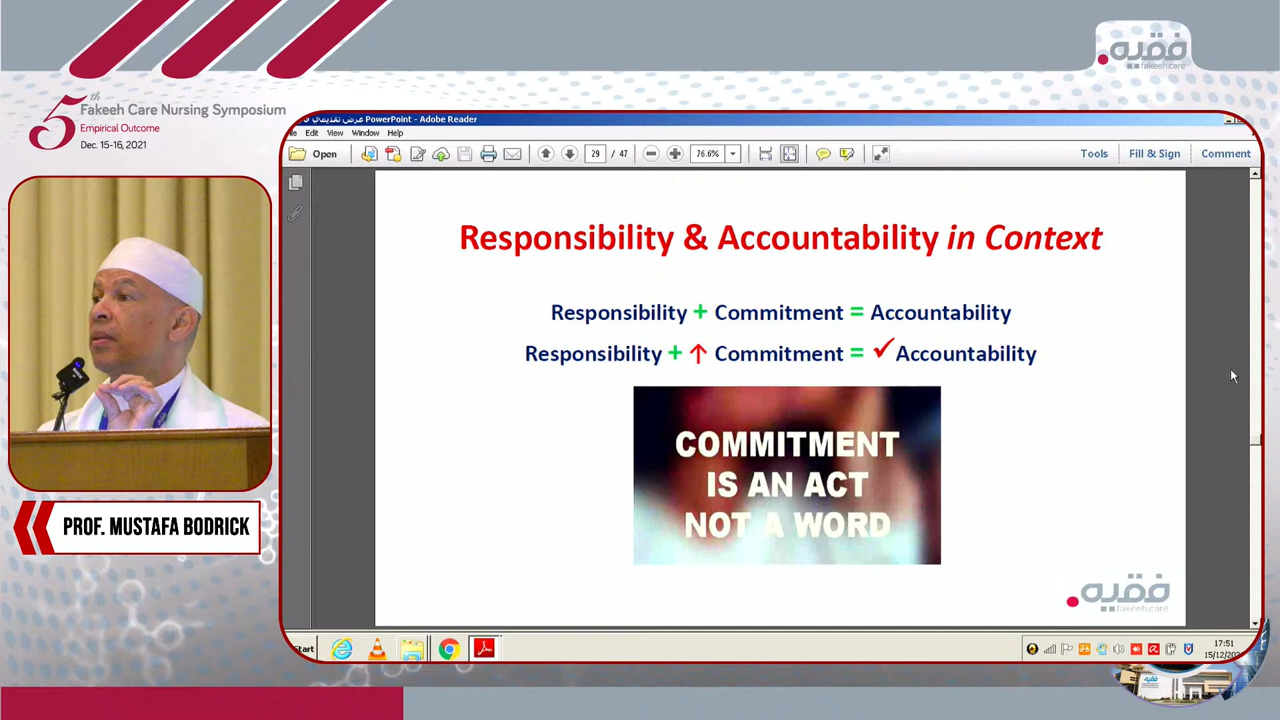 فقيه
fakeeh.care
5th
Fakeeh Care Nursing Symposium
Empirical Outcome
Dec. 15-16, 2021
PowerPoint - Adobe Reader عرض تقديمي
Edit View Window Help
Open 29 / 47 76.6% Tools Fill & Sign Comment
Responsibility & Accountability in Context
Responsibility + Commitment = Accountability
Responsibility + ↑ Commitment = ✓Accountability
COMMITMENT
IS AN ACT
NOT A WORD
فقيه
fakeeh.care
PROF. MUSTAFA BODRICK
17:51